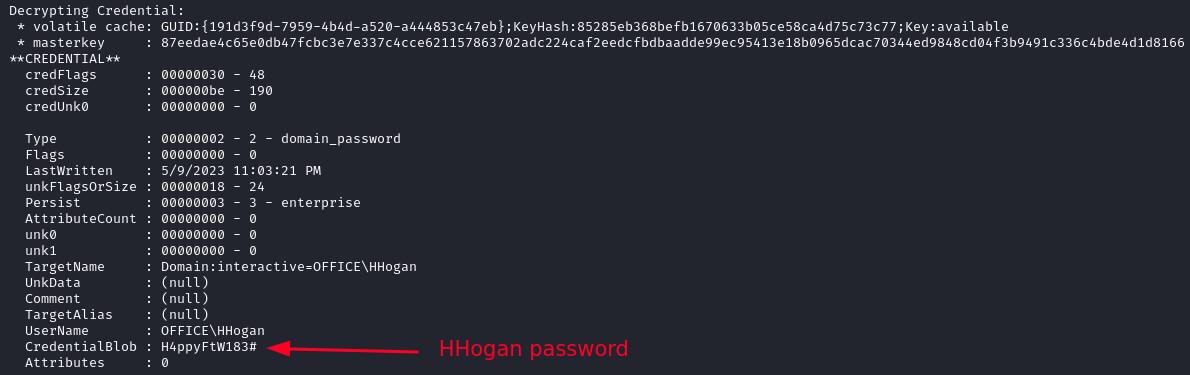 Decrypting Credential:
 * volatile cache: GUID:{191d3f9d-7959-4b4d-a520-a444853c47eb};KeyHash:85285eb368befb1670633b05ce58ca4d75c73c77;Key:available
 * masterkey     : 87eedae4c65e0db47fcbc3e7e337c4cce621157863702adc224caf2eedcfbdbaadde99ec95413e18b0965dcac70344ed9848cd04f3b9491c336c4bde4d1d8166
**CREDENTIAL**
  credFlags      : 00000030 - 48
  credSize       : 000000be - 190
  credUnk0       : 00000000 - 0
  Type           : 00000002 - 2 - domain_password
  Flags          : 00000000 - 0
  LastWritten    : 5/9/2023 11:03:21 PM
  unkFlagsOrSize : 00000018 - 24
  Persist        : 00000003 - 3 - enterprise
  AttributeCount : 00000000 - 0
  unk0           : 00000000 - 0
  unk1           : 00000000 - 0
  TargetName     : Domain:interactive=OFFICE\HHogan
  UnkData        : (null)
  Comment        : (null)
  TargetAlias    : (null)
  UserName       : OFFICE\HHogan
  CredentialBlob : H4ppyFtW183# HHogan password
  Attributes     : 0